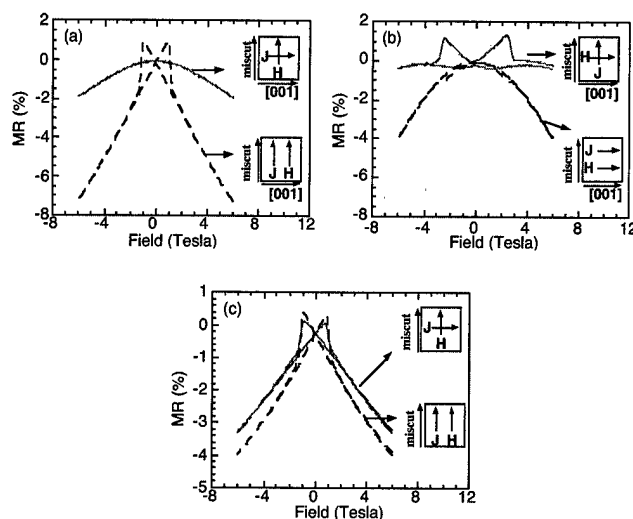 (a)
MR (%)
2
0
-2
-4
-6
-8
-8 -4 0 4 8 12
Field (Tesla)
miscut
J
H
[001]
miscut
J H
[001]
(b)
MR (%)
2
0
-2
-4
-6
-8
-8 -4 0 4 8 12
Field (Tesla)
miscut
H
J
[001]
miscut
J
H
[001]
(c)
MR (%)
1
0
-1
-2
-3
-4
-5
-8 -4 0 4 8 12
Field (Tesla)
miscut
J
H
miscut
J H